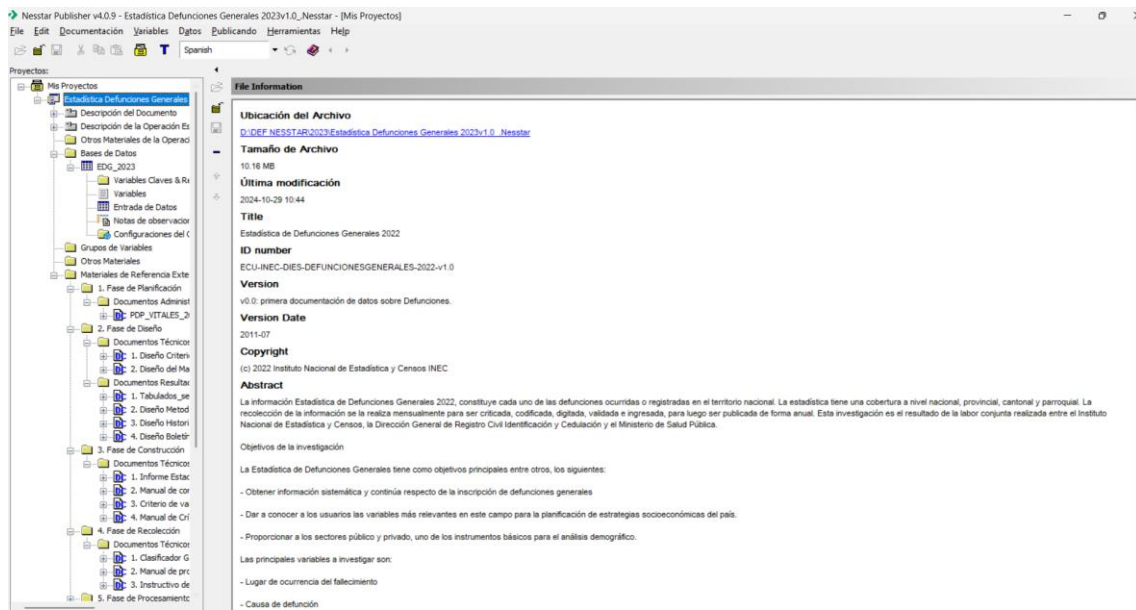 Nesstar Publisher v4.0.9 - Estadística Defunciones Generales 2023v1.0_.Nesstar - [Mis Proyectos]
File Edit Documentación Variables Datos Publicando Herramientas Help
Spanish
Proyectos:
Mis Proyectos
Estadística Defunciones Generales
Descripción del Documento
Descripción de la Operación Es
Otros Materiales de la Operaci
Bases de Datos
EDG_2023
Variables Claves & Re
Variables
Entrada de Datos
Notas de observacior
Configuraciones del C
Grupos de Variables
Otros Materiales
Materiales de Referencia Exte
1. Fase de Planificación
Documentos Administ
PDP_VITALES_2
2. Fase de Diseño
Documentos Técnicos
1. Diseño Criteri
2. Diseño del Ma
Documentos Resultac
1. Tabulados_se
2. Diseño Metod
3. Diseño Histori
4. Diseño Boletír
3. Fase de Construcción
Documentos Técnicos
1. Informe Estac
2. Manual de cor
3. Criterio de va
4. Manual de Crí
4. Fase de Recolección
Documentos Técnicos
1. Clasificador G
2. Manual de prc
3. Instructivo de
5. Fase de Procesamiento
File Information
Ubicación del Archivo
D:\DEF NESSTAR\2023\Estadística Defunciones Generales 2023v1.0_.Nesstar
Tamaño de Archivo
10.16 MB
Última modificación
2024-10-29 10:44
Title
Estadística de Defunciones Generales 2022
ID number
ECU-INEC-DIES-DEFUNCIONESGENERALES-2022-v1.0
Version
v0.0: primera documentación de datos sobre Defunciones.
Version Date
2011-07
Copyright
(c) 2022 Instituto Nacional de Estadística y Censos INEC
Abstract
La información Estadística de Defunciones Generales 2022, constituye cada uno de las defunciones ocurridas o registradas en el territorio nacional. La estadística tiene una cobertura a nivel nacional, provincial, cantonal y parroquial. La
recolección de la información se la realiza mensualmente para ser criticada, codificada, digitada, validada e ingresada, para luego ser publicada de forma anual. Esta investigación es el resultado de la labor conjunta realizada entre el Instituto
Nacional de Estadística y Censos, la Dirección General de Registro Civil Identificación y Cedulación y el Ministerio de Salud Pública.
Objetivos de la investigación
La Estadística de Defunciones Generales tiene como objetivos principales entre otros, los siguientes:
- Obtener información sistemática y continúa respecto de la inscripción de defunciones generales
- Dar a conocer a los usuarios las variables más relevantes en este campo para la planificación de estrategias socioeconómicas del país.
- Proporcionar a los sectores público y privado, uno de los instrumentos básicos para el análisis demográfico.
Las principales variables a investigar son:
- Lugar de ocurrencia del fallecimiento
- Causa de defunción